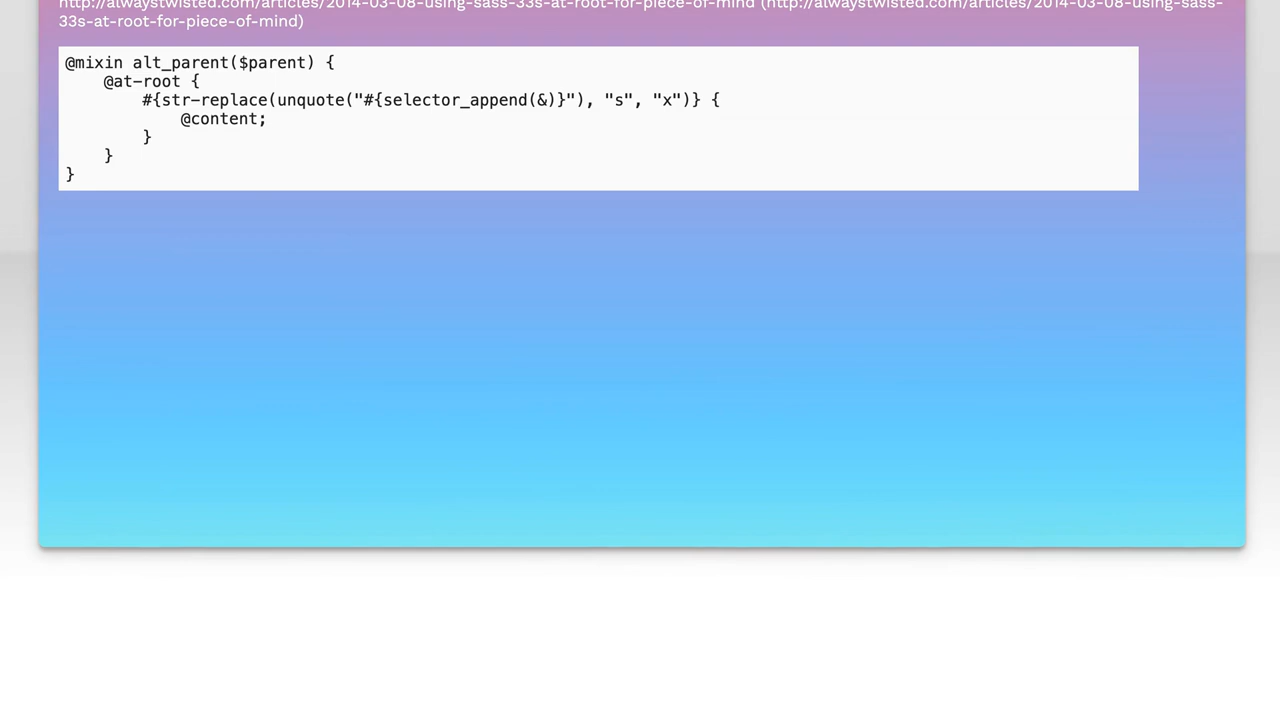 http://alwaystwisted.com/articles/2014-03-08-using-sass-33s-at-root-for-piece-of-mind (http://alwaystwisted.com/articles/2014-03-08-using-sass-
33s-at-root-for-piece-of-mind)
@mixin alt_parent($parent) {
    @at-root {
        #{str-replace(unquote("#{selector_append(&)}"), "s", "x")} {
            @content;
        }
    }
}